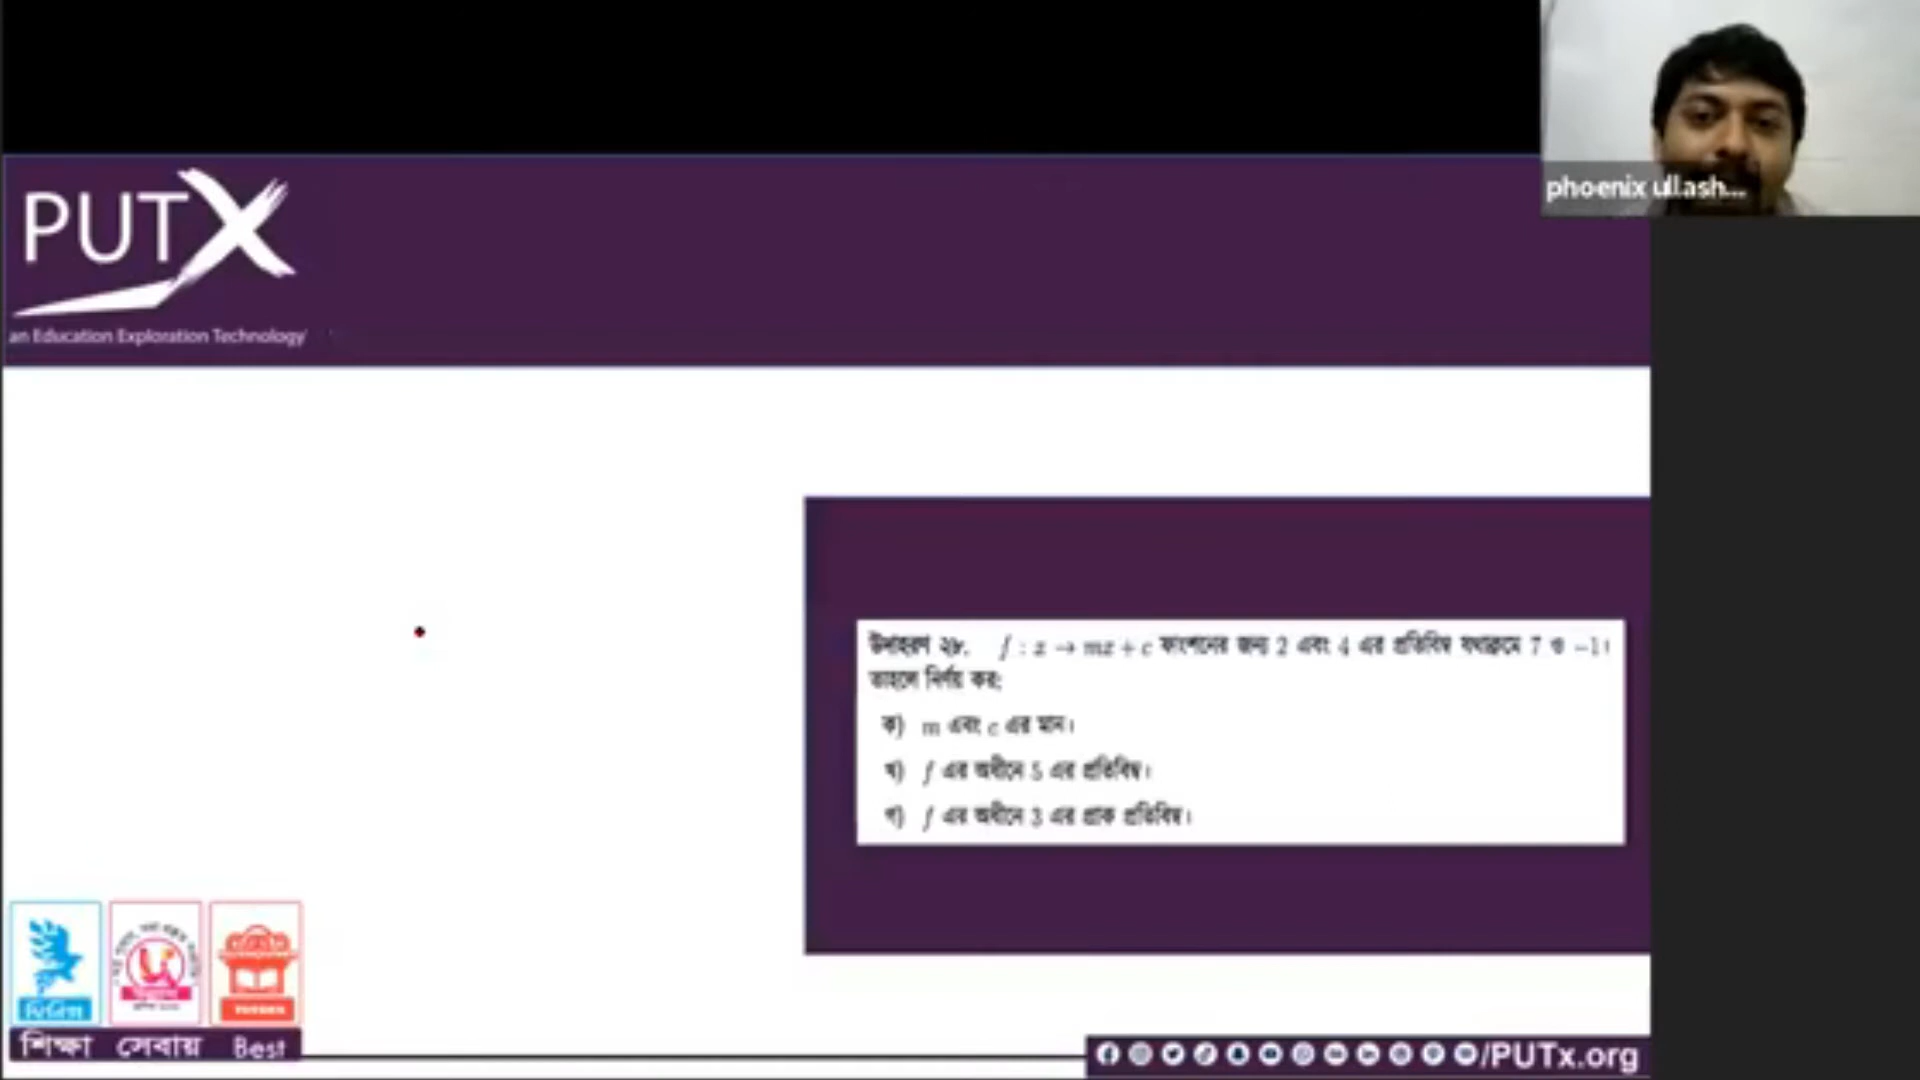 phoenix ullash...
PUTX
an Education Exploration Technology
উদাহরণ ২৮. f : x → mx + c ফাংশনের জন্য 2 এবং 4 এর প্রতিবিম্ব যথাক্রমে 7 ও −1।
তাহলে নির্ণয় কর:
ক) m এবং c এর মান।
খ) f এর অধীনে 5 এর প্রতিবিম্ব।
গ) f এর অধীনে 3 এর প্রাক প্রতিবিম্ব।
শিক্ষা সেবায় Best
/PUTx.org